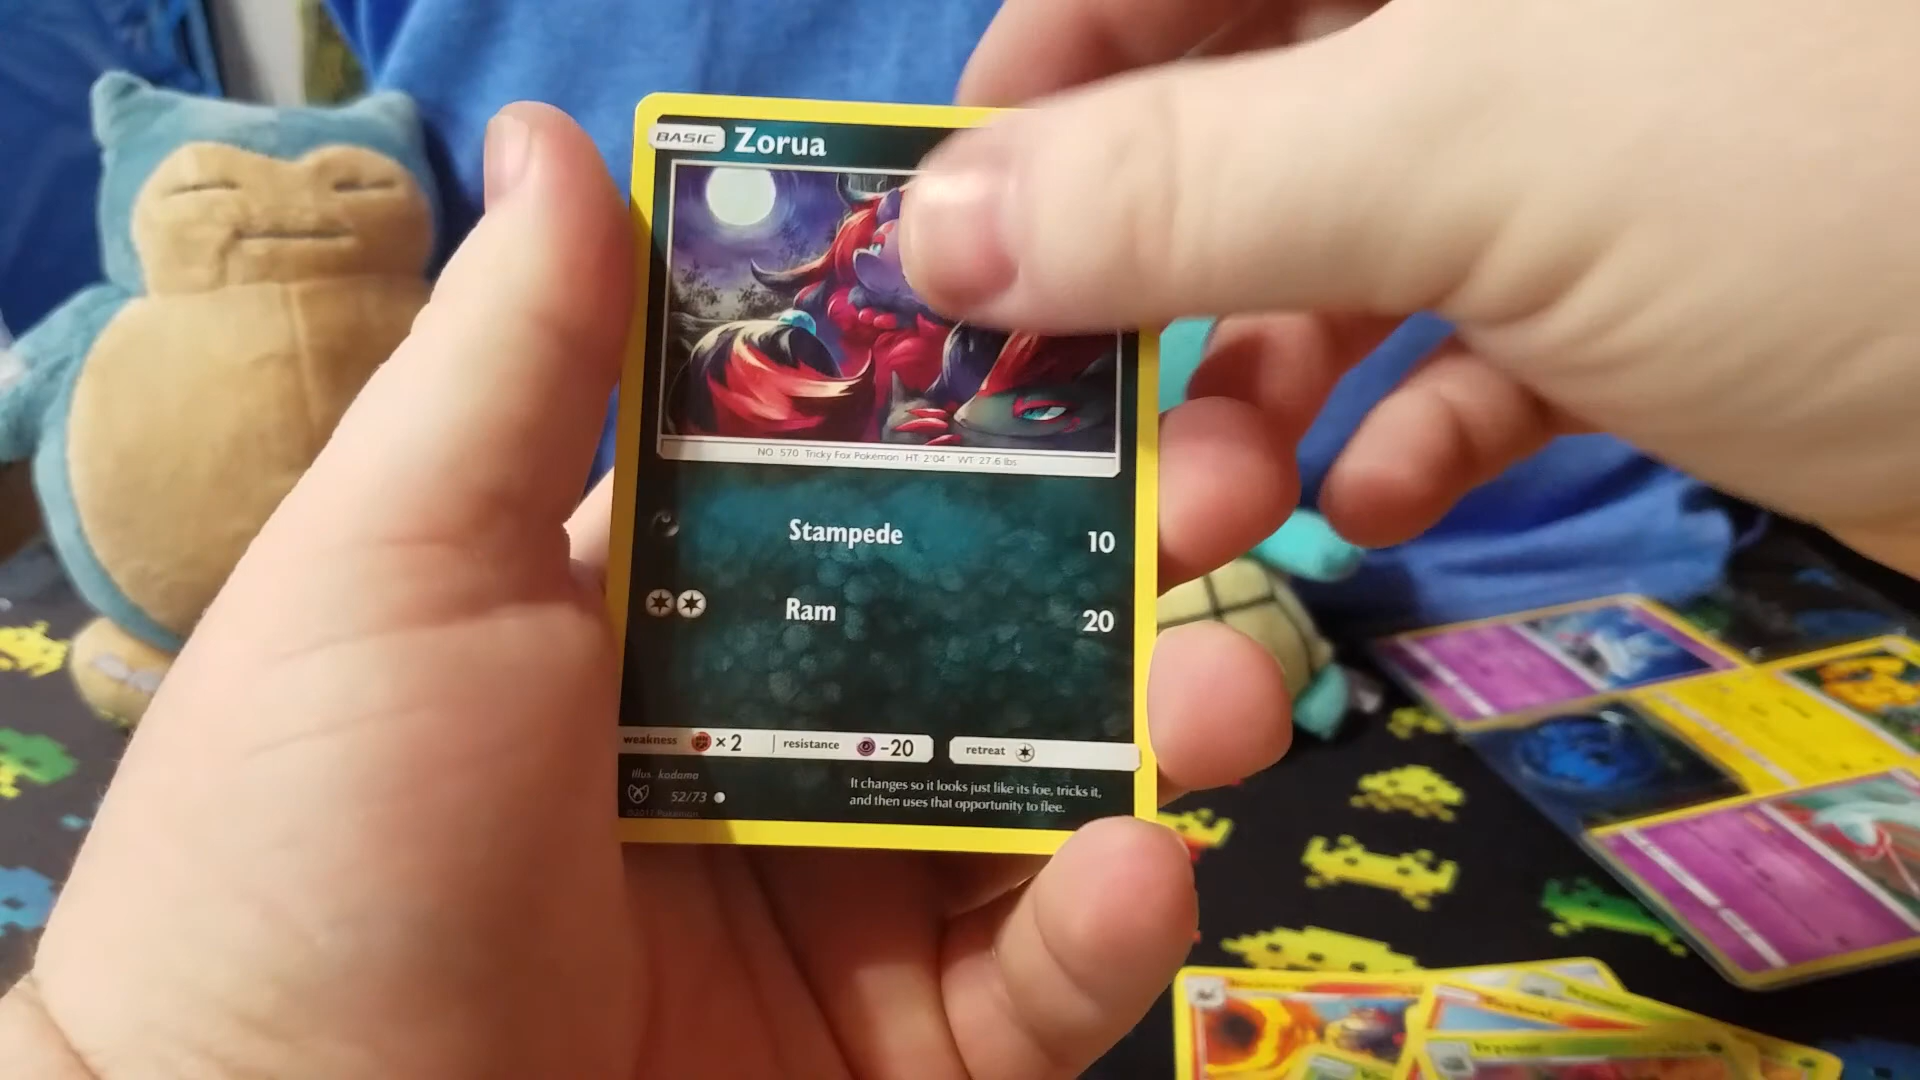 BASIC Zorua
NO. 570 Tricky Fox Pokémon HT: 2'04" WT: 27.6 lbs.
Stampede 10
Ram 20
weakness ×2 resistance -20 retreat
Illus. kodama
52/73
©2017 Pokémon
It changes so it looks just like its foe, tricks it,
and then uses that opportunity to flee.